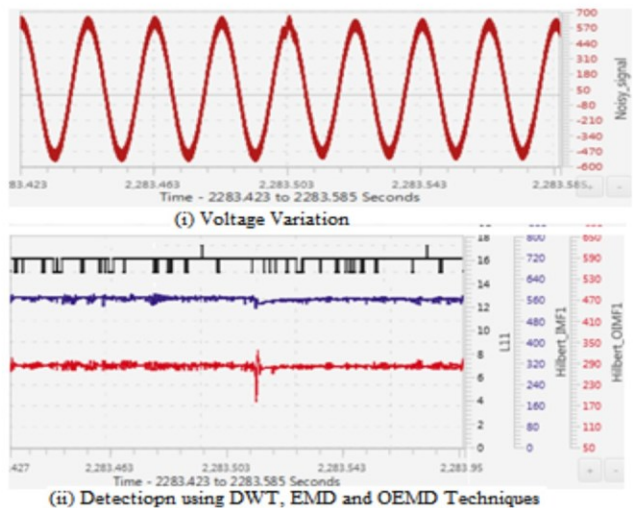 700
570
440
310
180
50
-80
-210
-340
-470
-600
Noisy_signal
83.423 2,283.463 2,283.503 2,283.543 2,283.585
Time - 2283.423 to 2283.585 Seconds
(i) Voltage Variation
18 800 650
16 720 590
14 640 530
12 560 470
10 480 410
8 400 350
6 320 290
4 240 230
2 160 170
0 80 110
0 50
L11
Hilbert_IMF1
Hilbert_OIMF1
.427 2,283.463 2,283.503 2,283.543 2,283.95
Time - 2283.423 to 2283.585 Seconds
(ii) Detectiopn using DWT, EMD and OEMD Techniques